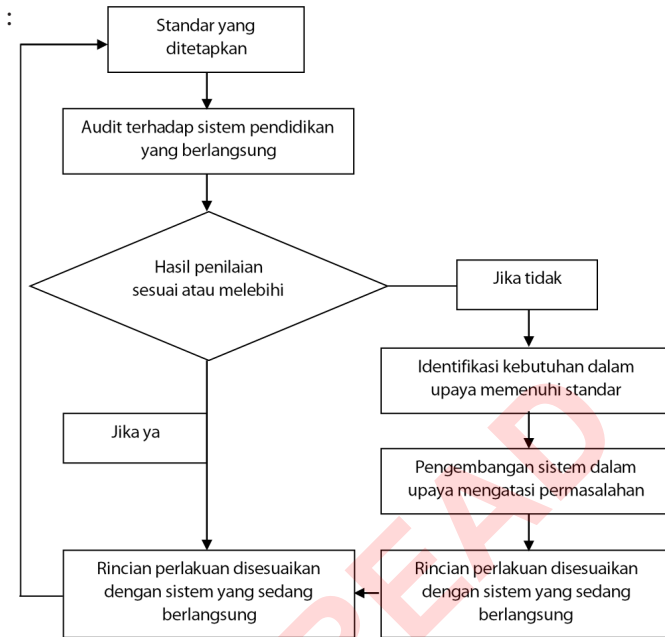 :
Standar yang
ditetapkan
Audit terhadap sistem pendidikan
yang berlangsung
Hasil penilaian
sesuai atau melebihi
Jika tidak
Identifikasi kebutuhan dalam
upaya memenuhi standar
Jika ya
Pengembangan sistem dalam
upaya mengatasi permasalahan
Rincian perlakuan disesuaikan
dengan sistem yang sedang
berlangsung
Rincian perlakuan disesuaikan
dengan sistem yang sedang
berlangsung